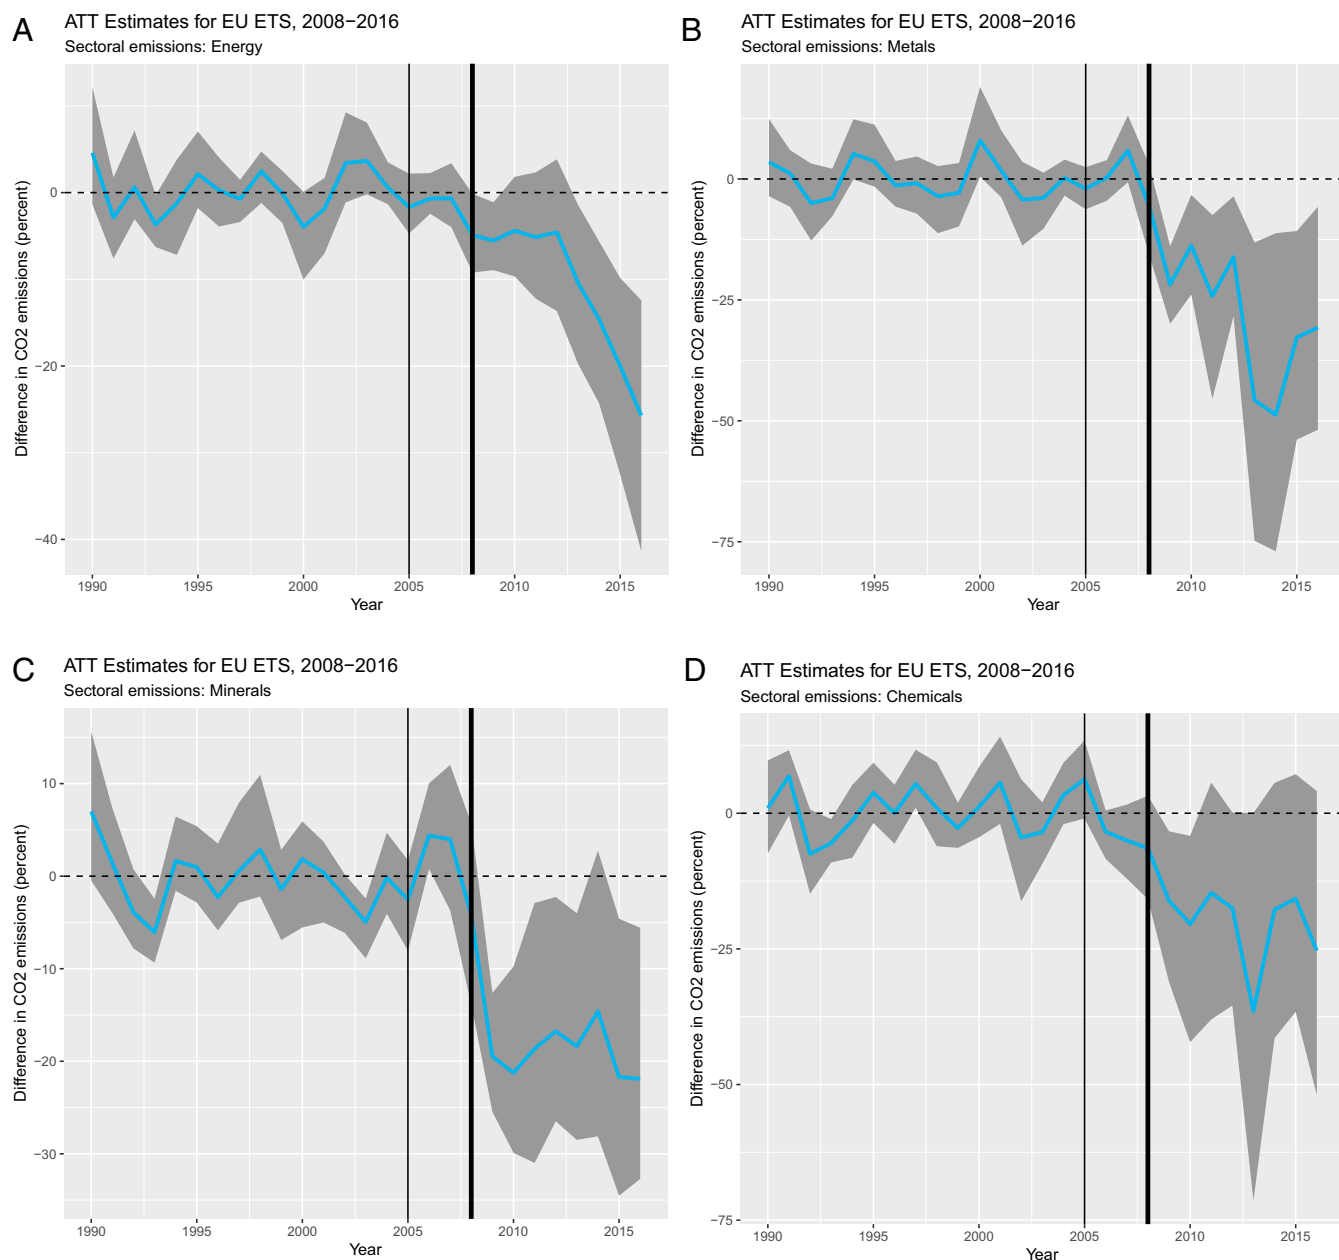 A
ATT Estimates for EU ETS, 2008−2016
Sectoral emissions: Energy
Difference in CO2 emissions (percent)
0
−20
−40
1990 1995 2000 2005 2010 2015
Year
B
ATT Estimates for EU ETS, 2008−2016
Sectoral emissions: Metals
Difference in CO2 emissions (percent)
0
−25
−50
−75
1990 1995 2000 2005 2010 2015
Year
C
ATT Estimates for EU ETS, 2008−2016
Sectoral emissions: Minerals
Difference in CO2 emissions (percent)
10
0
−10
−20
−30
1990 1995 2000 2005 2010 2015
Year
D
ATT Estimates for EU ETS, 2008−2016
Sectoral emissions: Chemicals
Difference in CO2 emissions (percent)
0
−25
−50
−75
1990 1995 2000 2005 2010 2015
Year